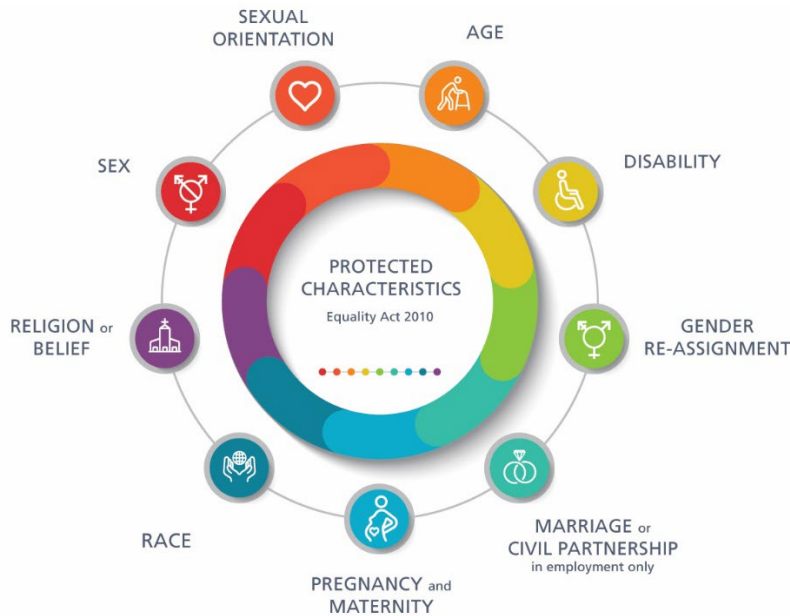 PROTECTED
CHARACTERISTICS
Equality Act 2010
SEXUAL
ORIENTATION
AGE
DISABILITY
GENDER
RE-ASSIGNMENT
MARRIAGE or
CIVIL PARTNERSHIP
in employment only
PREGNANCY and
MATERNITY
RACE
RELIGION or
BELIEF
SEX